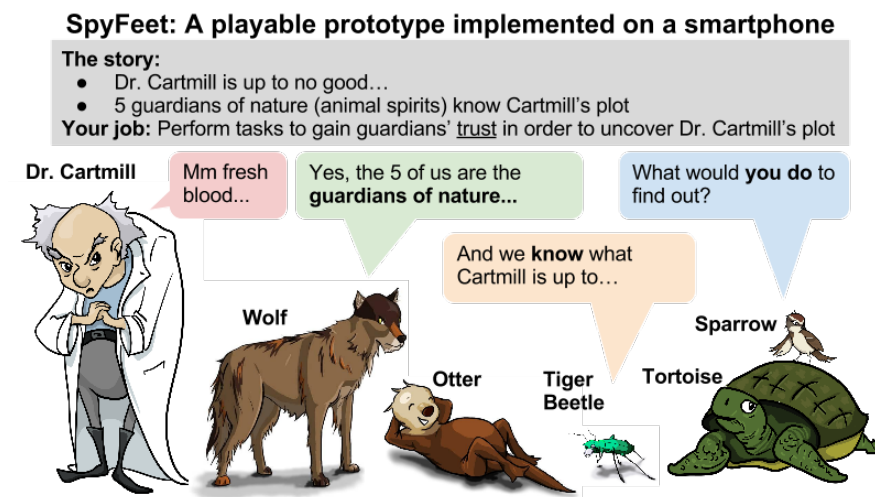 SpyFeet: A playable prototype implemented on a smartphone
The story:
● Dr. Cartmill is up to no good…
● 5 guardians of nature (animal spirits) know Cartmill’s plot
Your job: Perform tasks to gain guardians’ trust in order to uncover Dr. Cartmill’s plot
Dr. Cartmill
Mm fresh
blood...
Yes, the 5 of us are the
guardians of nature...
What would you do to
find out?
And we know what
Cartmill is up to…
Wolf
Otter
Tiger
Beetle
Tortoise
Sparrow